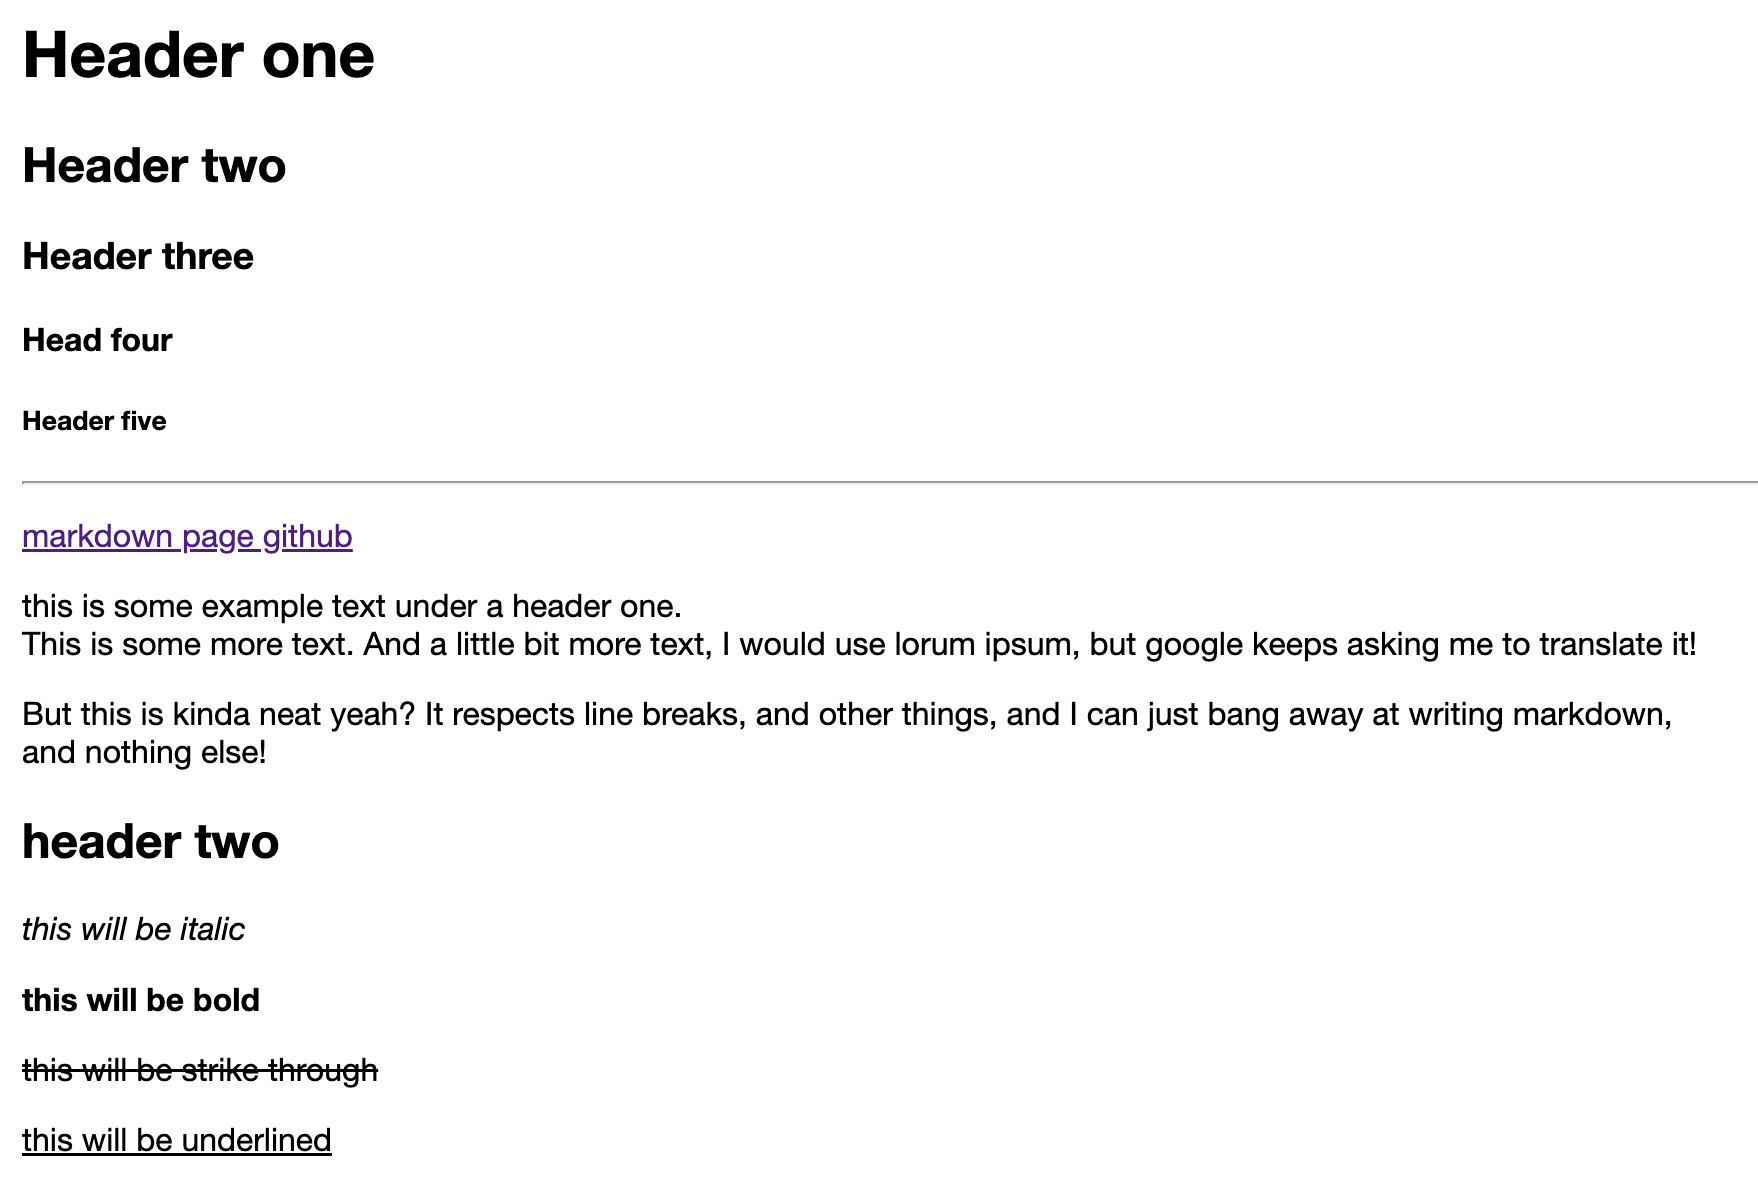 Header one
Header two
Header three
Head four
Header five
markdown page github
this is some example text under a header one.
This is some more text. And a little bit more text, I would use lorum ipsum, but google keeps asking me to translate it!
But this is kinda neat yeah? It respects line breaks, and other things, and I can just bang away at writing markdown,
and nothing else!
header two
this will be italic
this will be bold
this will be strike through
this will be underlined